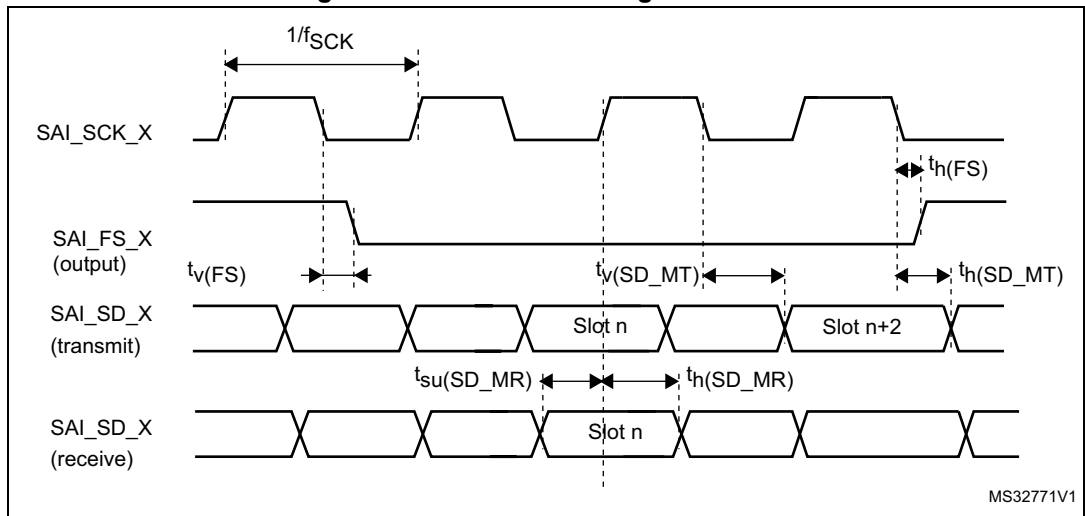 1/fSCK
SAI_SCK_X
th(FS)
SAI_FS_X
(output)
tv(FS)
tv(SD_MT)
th(SD_MT)
SAI_SD_X
(transmit)
Slot n
Slot n+2
tsu(SD_MR)
th(SD_MR)
SAI_SD_X
(receive)
Slot n
MS32771V1